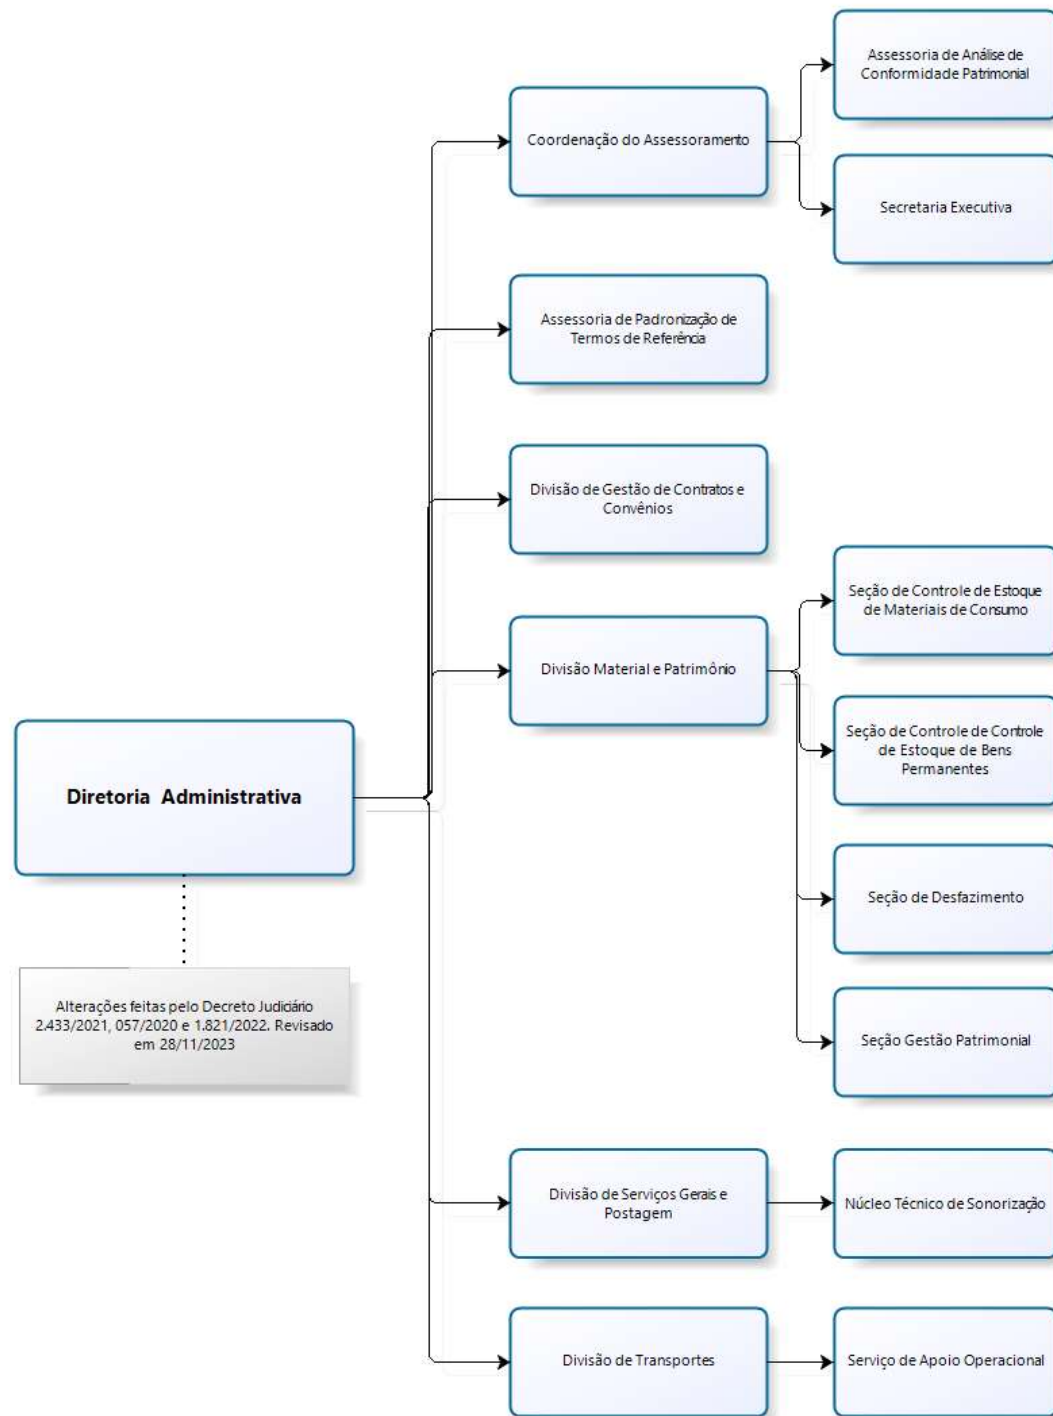 Assessoria de Análise de
Conformidade Patrimonial
Coordenação do Assessoramento
Secretaria Executiva
Assessoria de Padronização de
Termos de Referência
Divisão de Gestão de Contratos e
Convênios
Seção de Controle de Estoque
de Materiais de Consumo
Divisão Material e Patrimônio
Seção de Controle de Controle
de Estoque de Bens
Permanentes
Diretoria Administrativa
Seção de Desfazimento
Alterações feitas pelo Decreto Judiciário
2.433/2021, 057/2020 e 1.821/2022. Revisado
em 28/11/2023
Seção Gestão Patrimonial
Divisão de Serviços Gerais e
Postagem
Núcleo Técnico de Sonorização
Divisão de Transportes
Serviço de Apoio Operacional